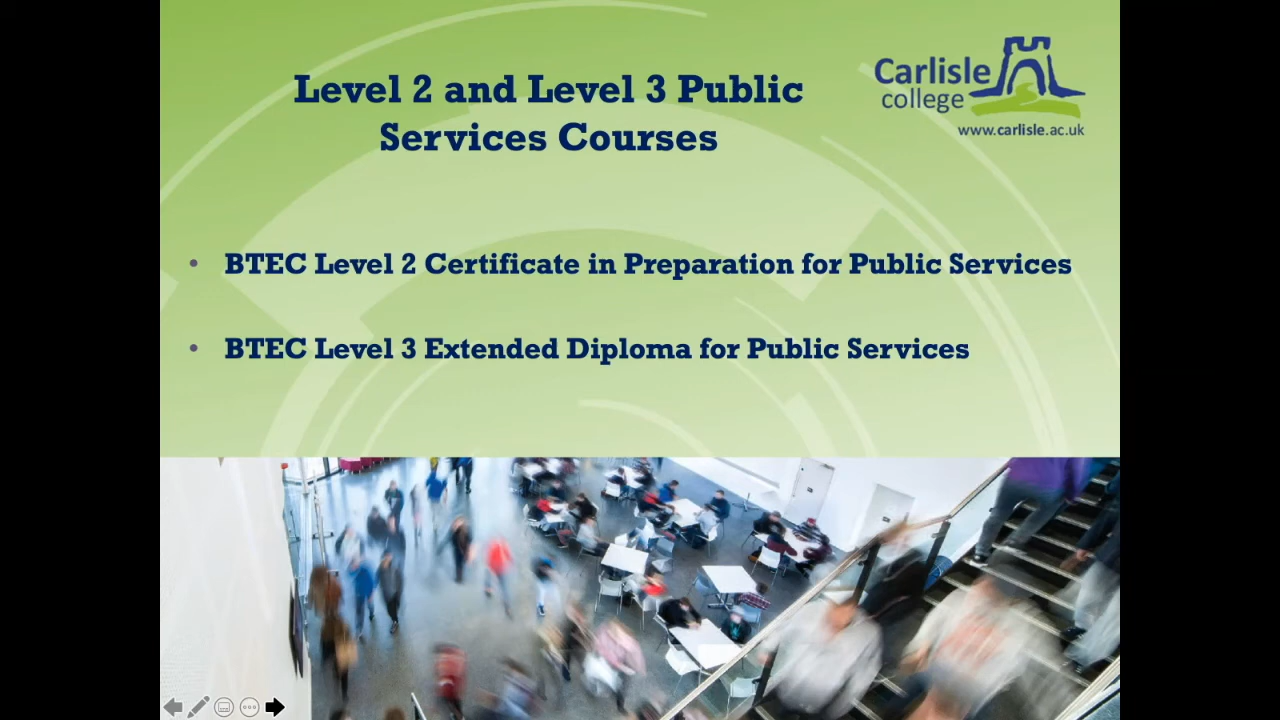 Level 2 and Level 3 Public
Services Courses
Carlisle
college
www.carlisle.ac.uk
• BTEC Level 2 Certificate in Preparation for Public Services
• BTEC Level 3 Extended Diploma for Public Services